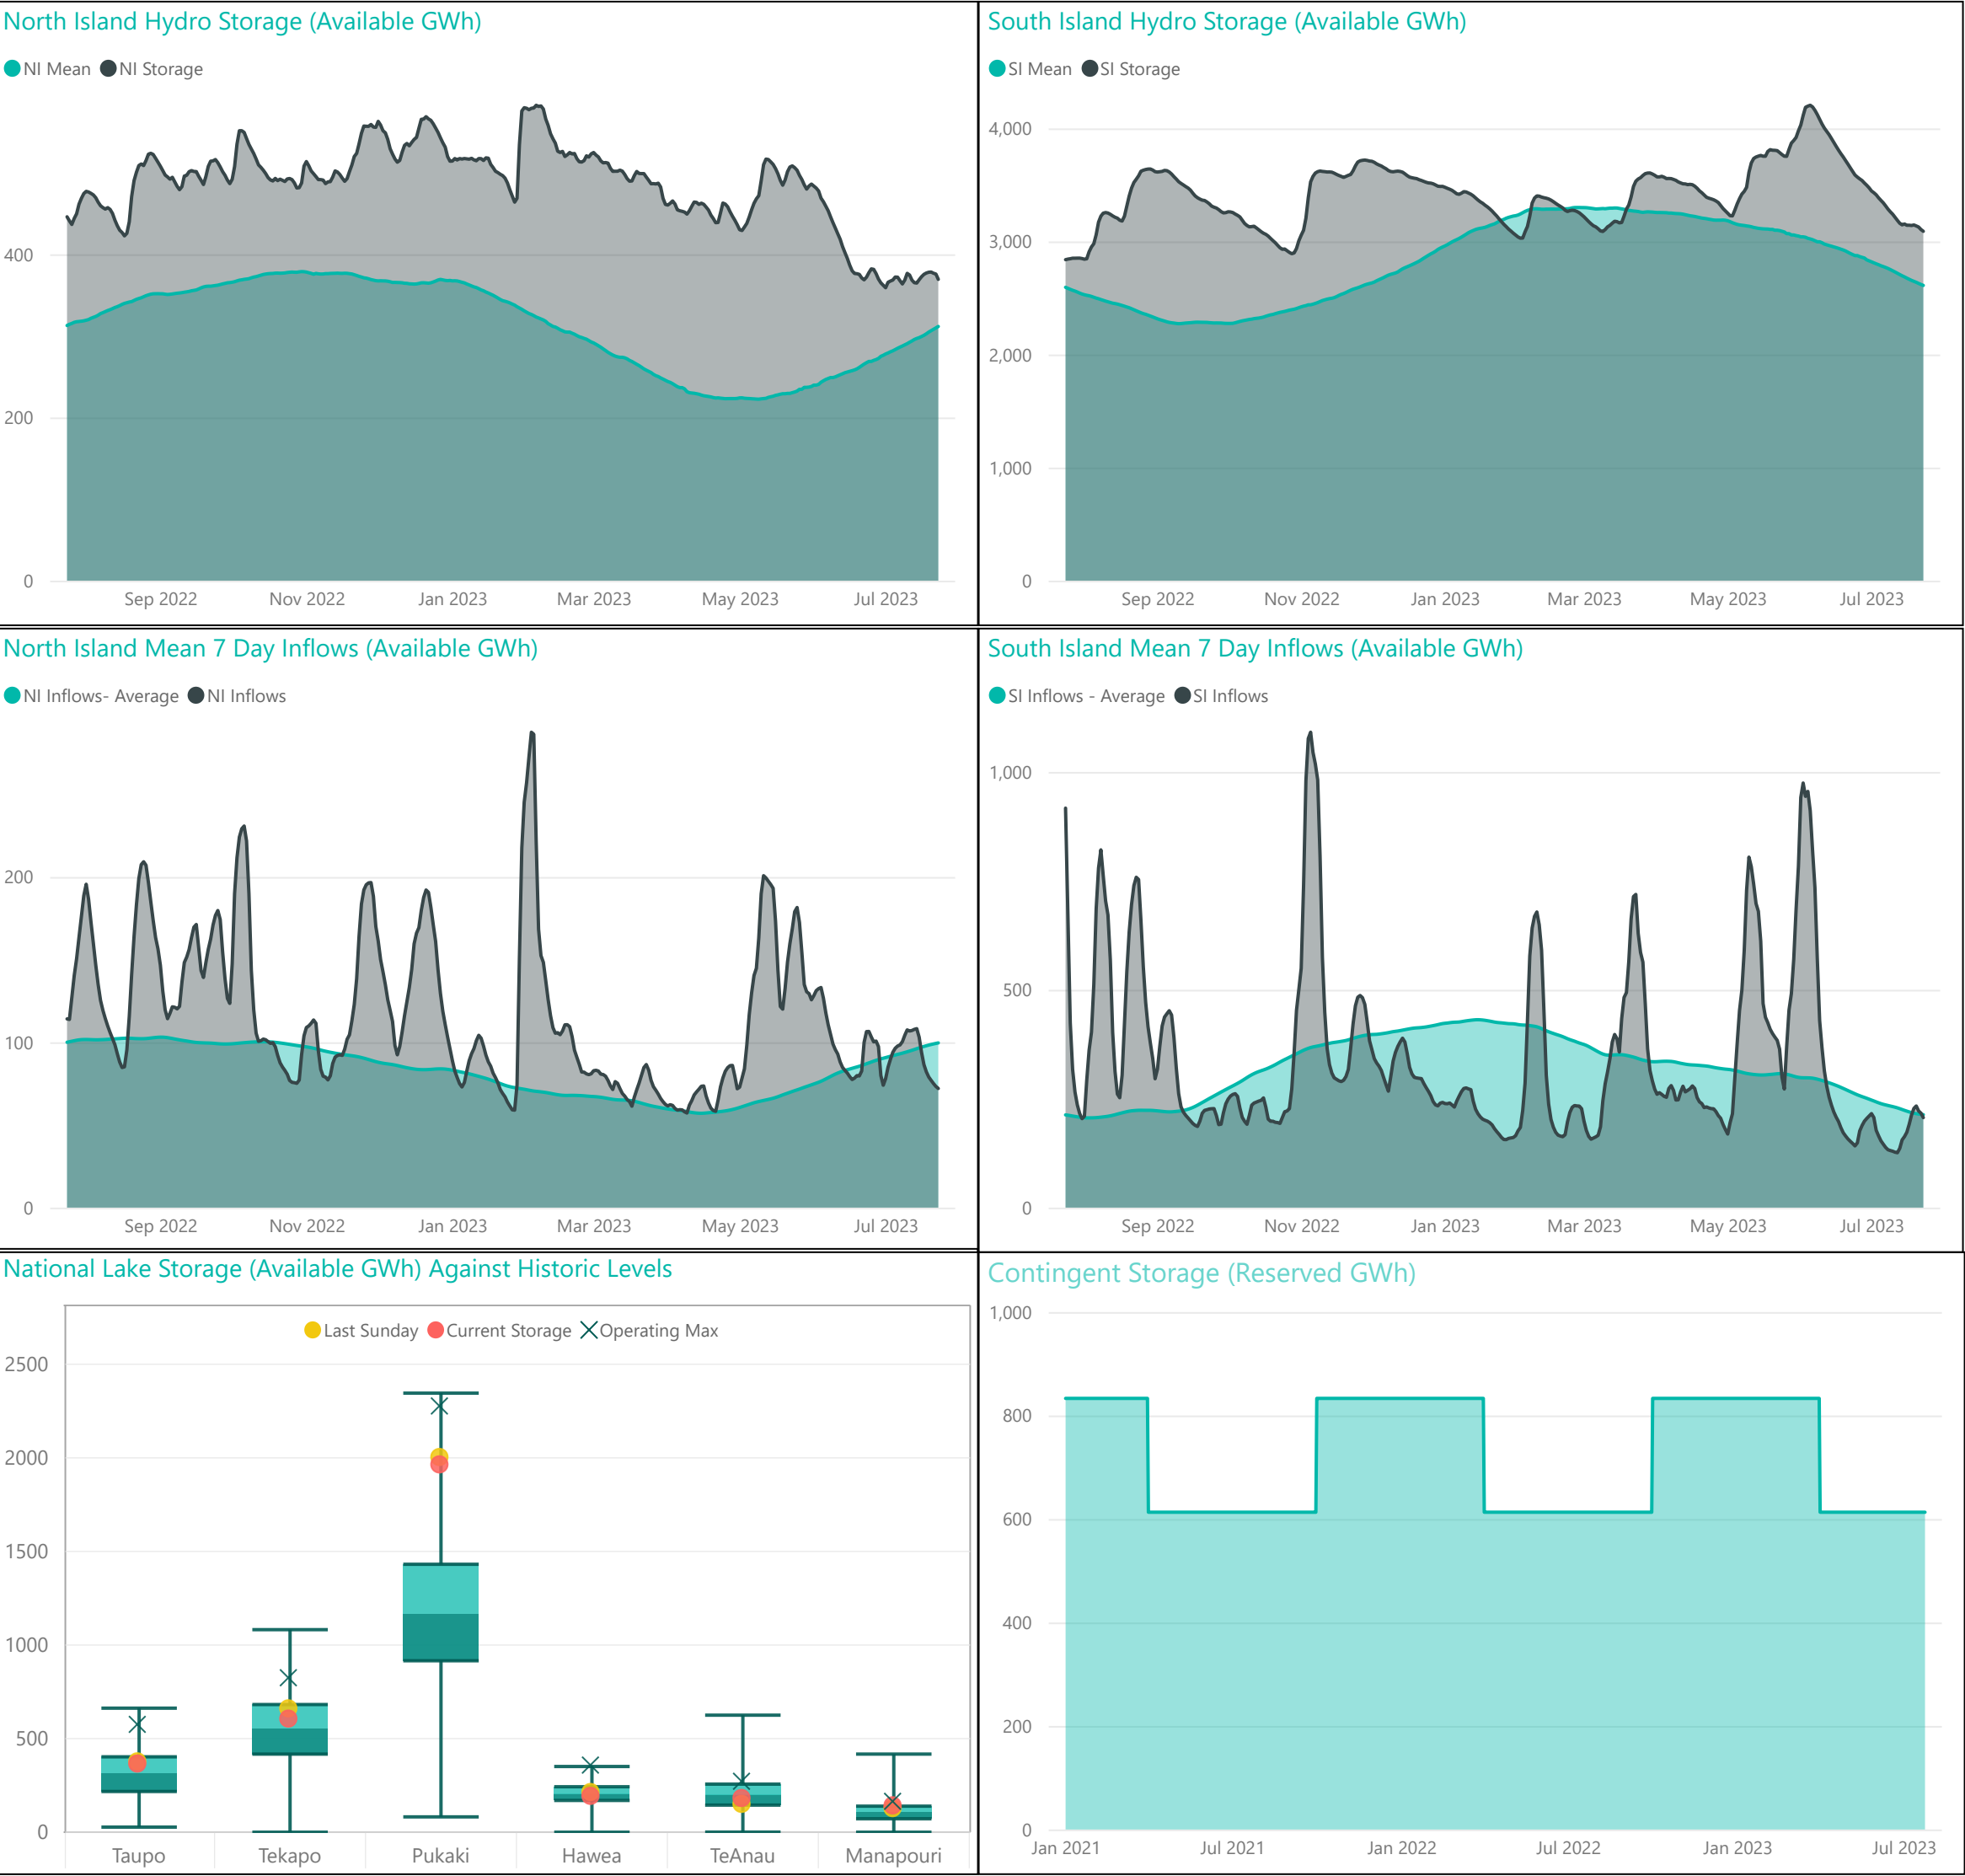 North Island Hydro Storage (Available GWh)
NI Mean NI Storage
400
200
0
Sep 2022 Nov 2022 Jan 2023 Mar 2023 May 2023 Jul 2023
South Island Hydro Storage (Available GWh)
SI Mean SI Storage
4,000
3,000
2,000
1,000
0
Sep 2022 Nov 2022 Jan 2023 Mar 2023 May 2023 Jul 2023
North Island Mean 7 Day Inflows (Available GWh)
NI Inflows- Average NI Inflows
200
100
0
Sep 2022 Nov 2022 Jan 2023 Mar 2023 May 2023 Jul 2023
South Island Mean 7 Day Inflows (Available GWh)
SI Inflows - Average SI Inflows
1,000
500
0
Sep 2022 Nov 2022 Jan 2023 Mar 2023 May 2023 Jul 2023
National Lake Storage (Available GWh) Against Historic Levels
Last Sunday Current Storage Operating Max
2500
2000
1500
1000
500
0
Taupo Tekapo Pukaki Hawea TeAnau Manapouri
Contingent Storage (Reserved GWh)
1,000
800
600
400
200
0
Jan 2021 Jul 2021 Jan 2022 Jul 2022 Jan 2023 Jul 2023